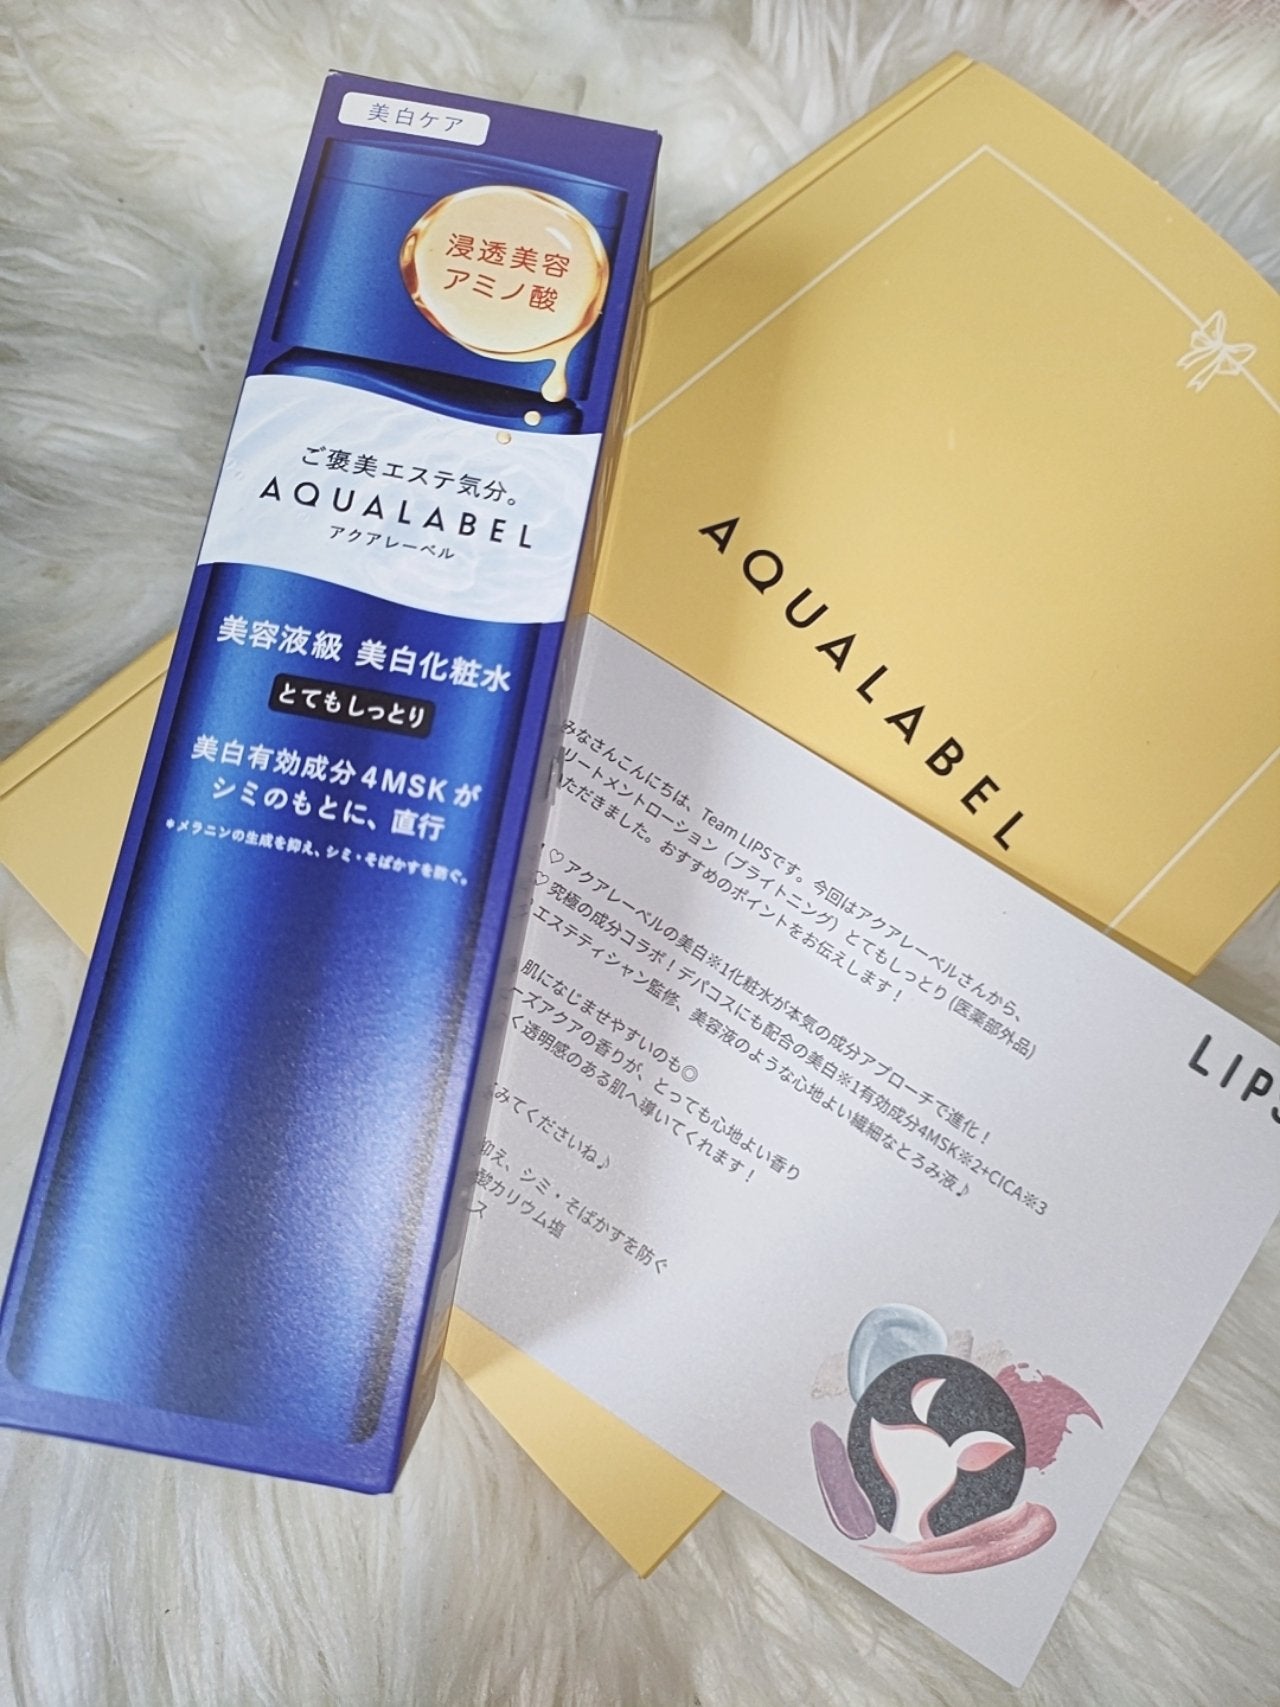 美白ケア
浸透美容
アミノ酸
ご褒美エステ気分。
AQUALABEL
アクアレーベル
美容液級 美白化粧水
とてもしっとり
美白有効成分4MSKが
シミのもとに、直行
*メラニンの生成を抑え、シミ・そばかすを防ぐ。
AQUALABEL
LIPS
みなさんこんにちは、Team LIPSです。今回はアクアレーベルさんから、
リートメントローション（ブライトニング）とてもしっとり (医薬部外品)
ただきました。おすすめのポイントをお伝えします！
♡ アクアレーベルの美白※1化粧水が本気の成分アプローチで進化！
♡ 究極の成分コラボ！デパコスにも配合の美白※1有効成分4MSK※2+CICA※3
エステティシャン監修、美容液のような心地よい繊細なとろみ液♪
肌になじませやすいのも◎
ーズアクアの香りが、とっても心地よい香り
く透明感のある肌へ導いてくれます！
みてくださいね♪
抑え、シミ・そばかすを防ぐ
酸カリウム塩
ス